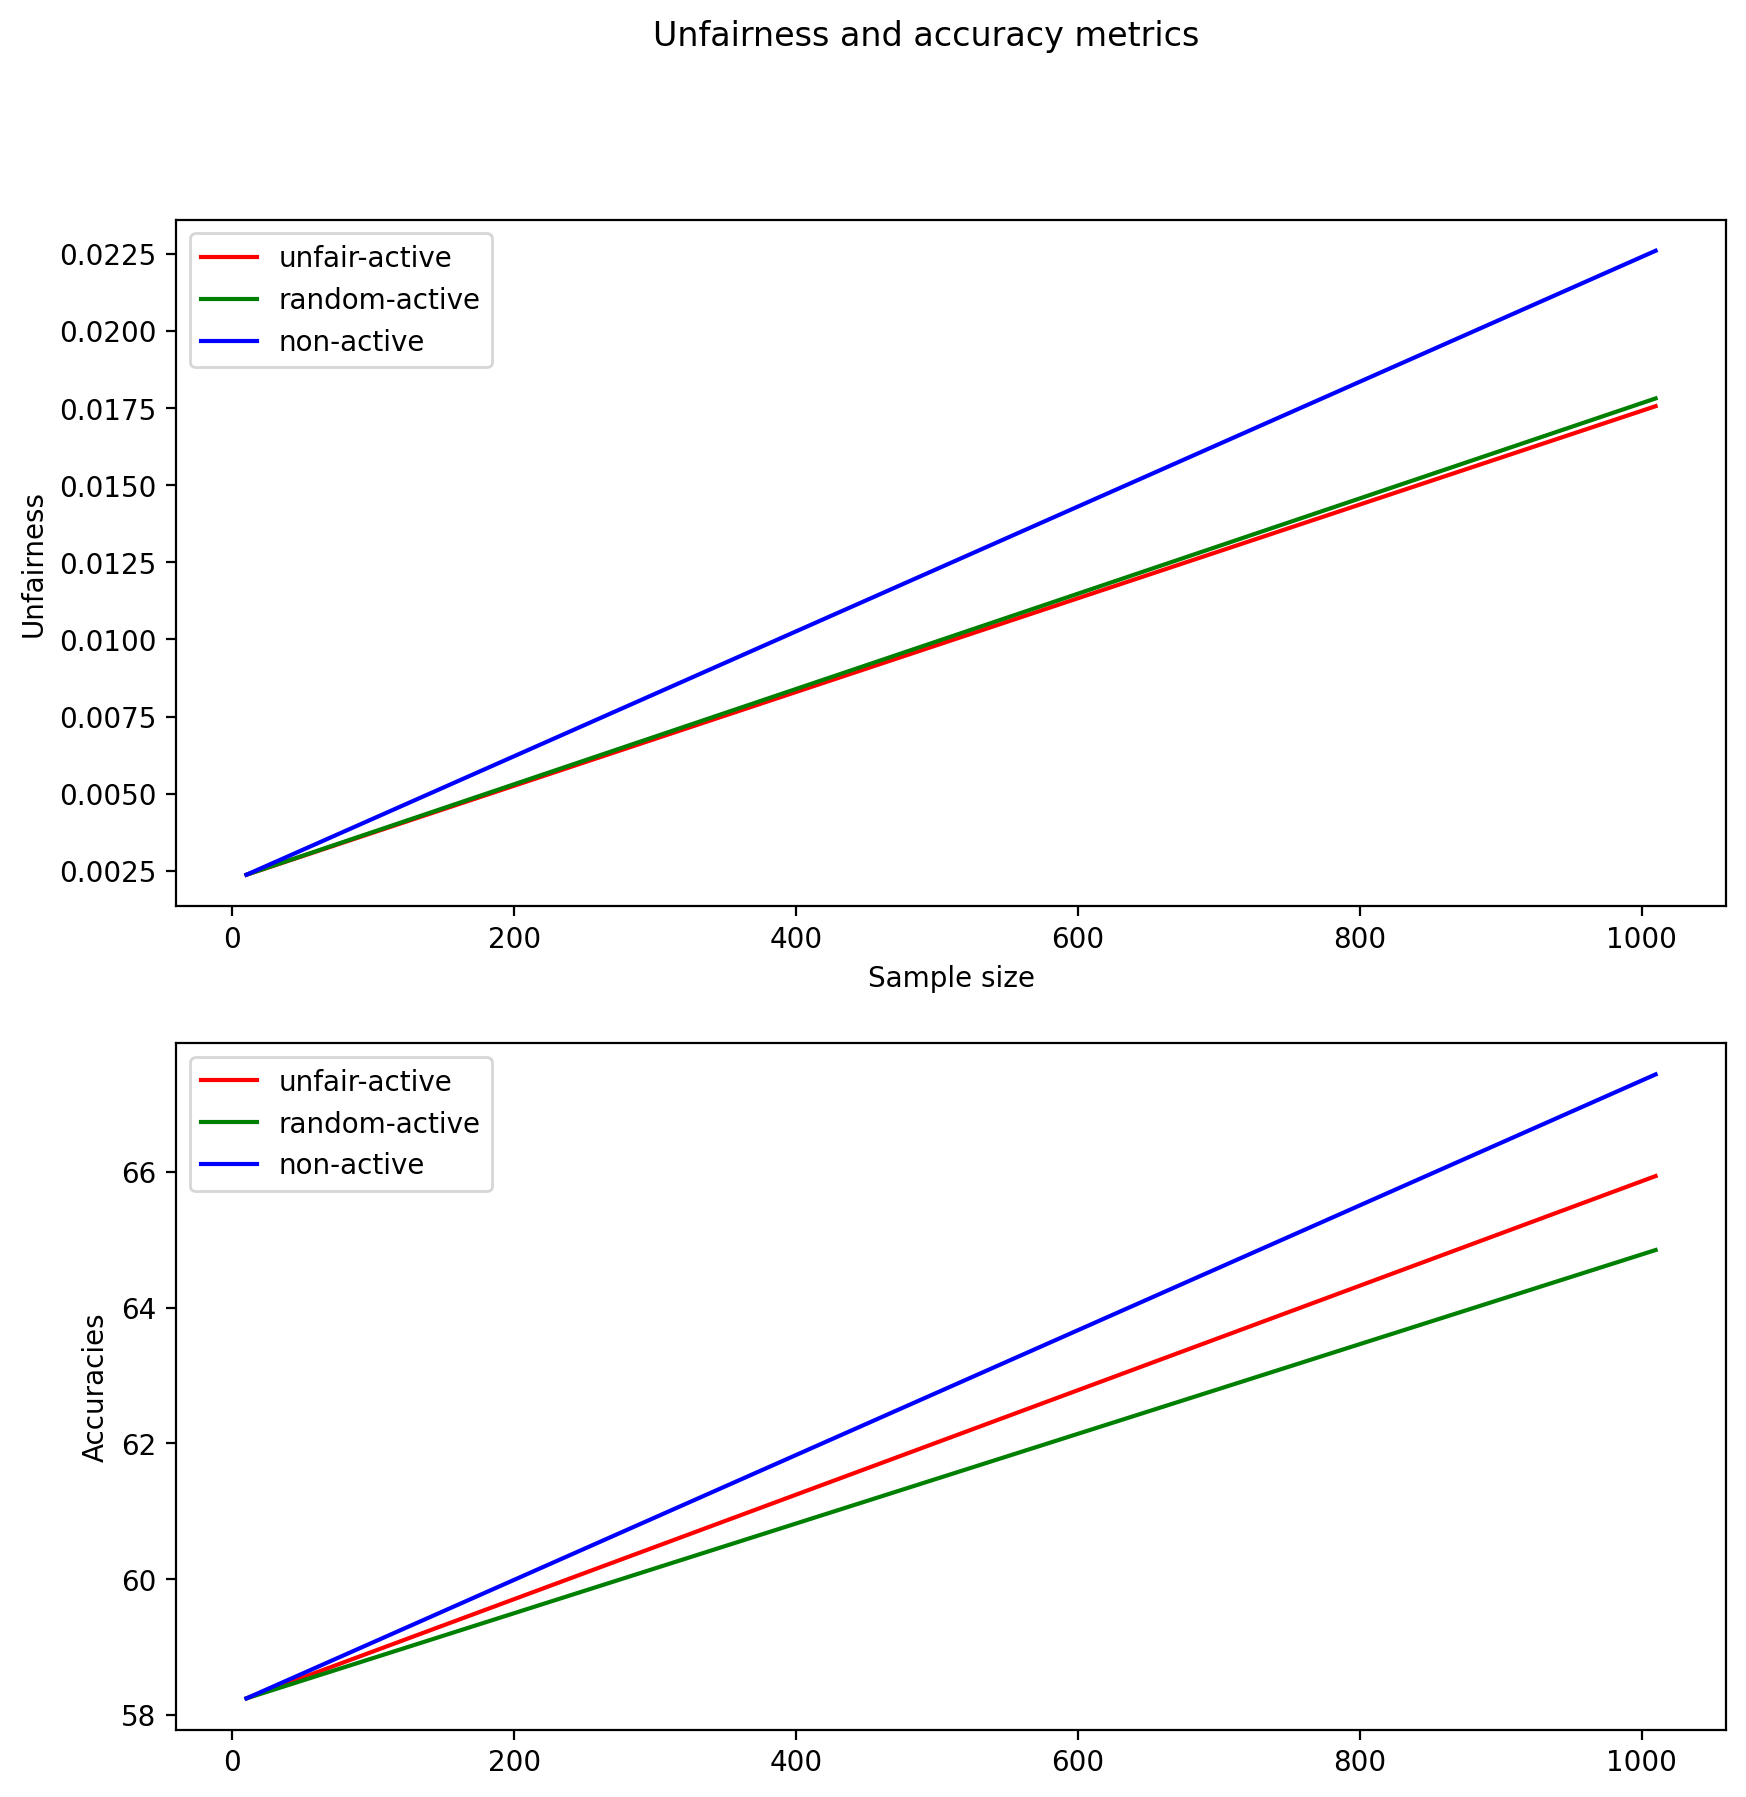 Unfairness and accuracy metrics
unfair-active
random-active
non-active
0.0225
0.0200
0.0175
0.0150
0.0125
0.0100
0.0075
0.0050
0.0025
Unfairness
0 200 400 600 800 1000
Sample size
unfair-active
random-active
non-active
66
64
62
60
58
Accuracies
0 200 400 600 800 1000